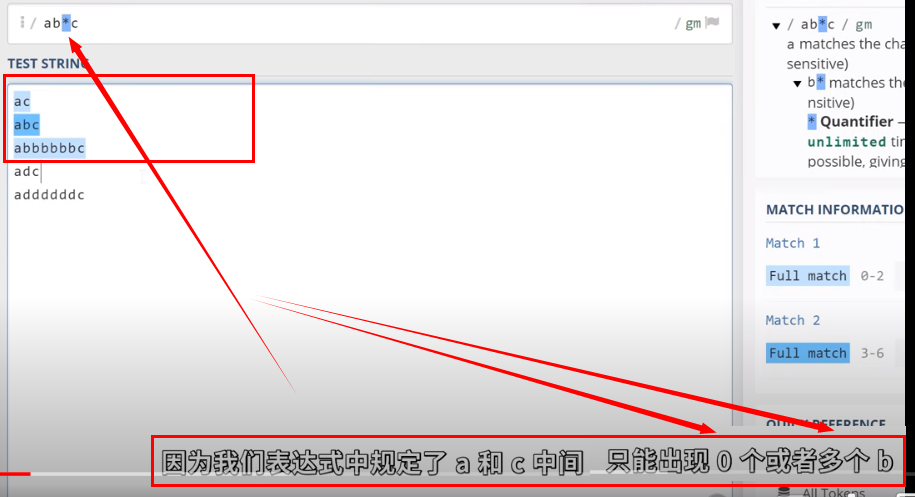 / ab*c
/ gm
TEST STRING
ac
abc
abbbbbbc
adc
addddddc
/ ab*c / gm
a matches the cha
sensitive)
b* matches the
nsitive)
* Quantifier —
unlimited tir
possible, giving
MATCH INFORMATIO
Match 1
Full match 0-2
Match 2
Full match 3-6
QUICK REFERENCE
All Tokens
因为我们表达式中规定了 a 和 c 中间 只能出现 0 个或者多个 b